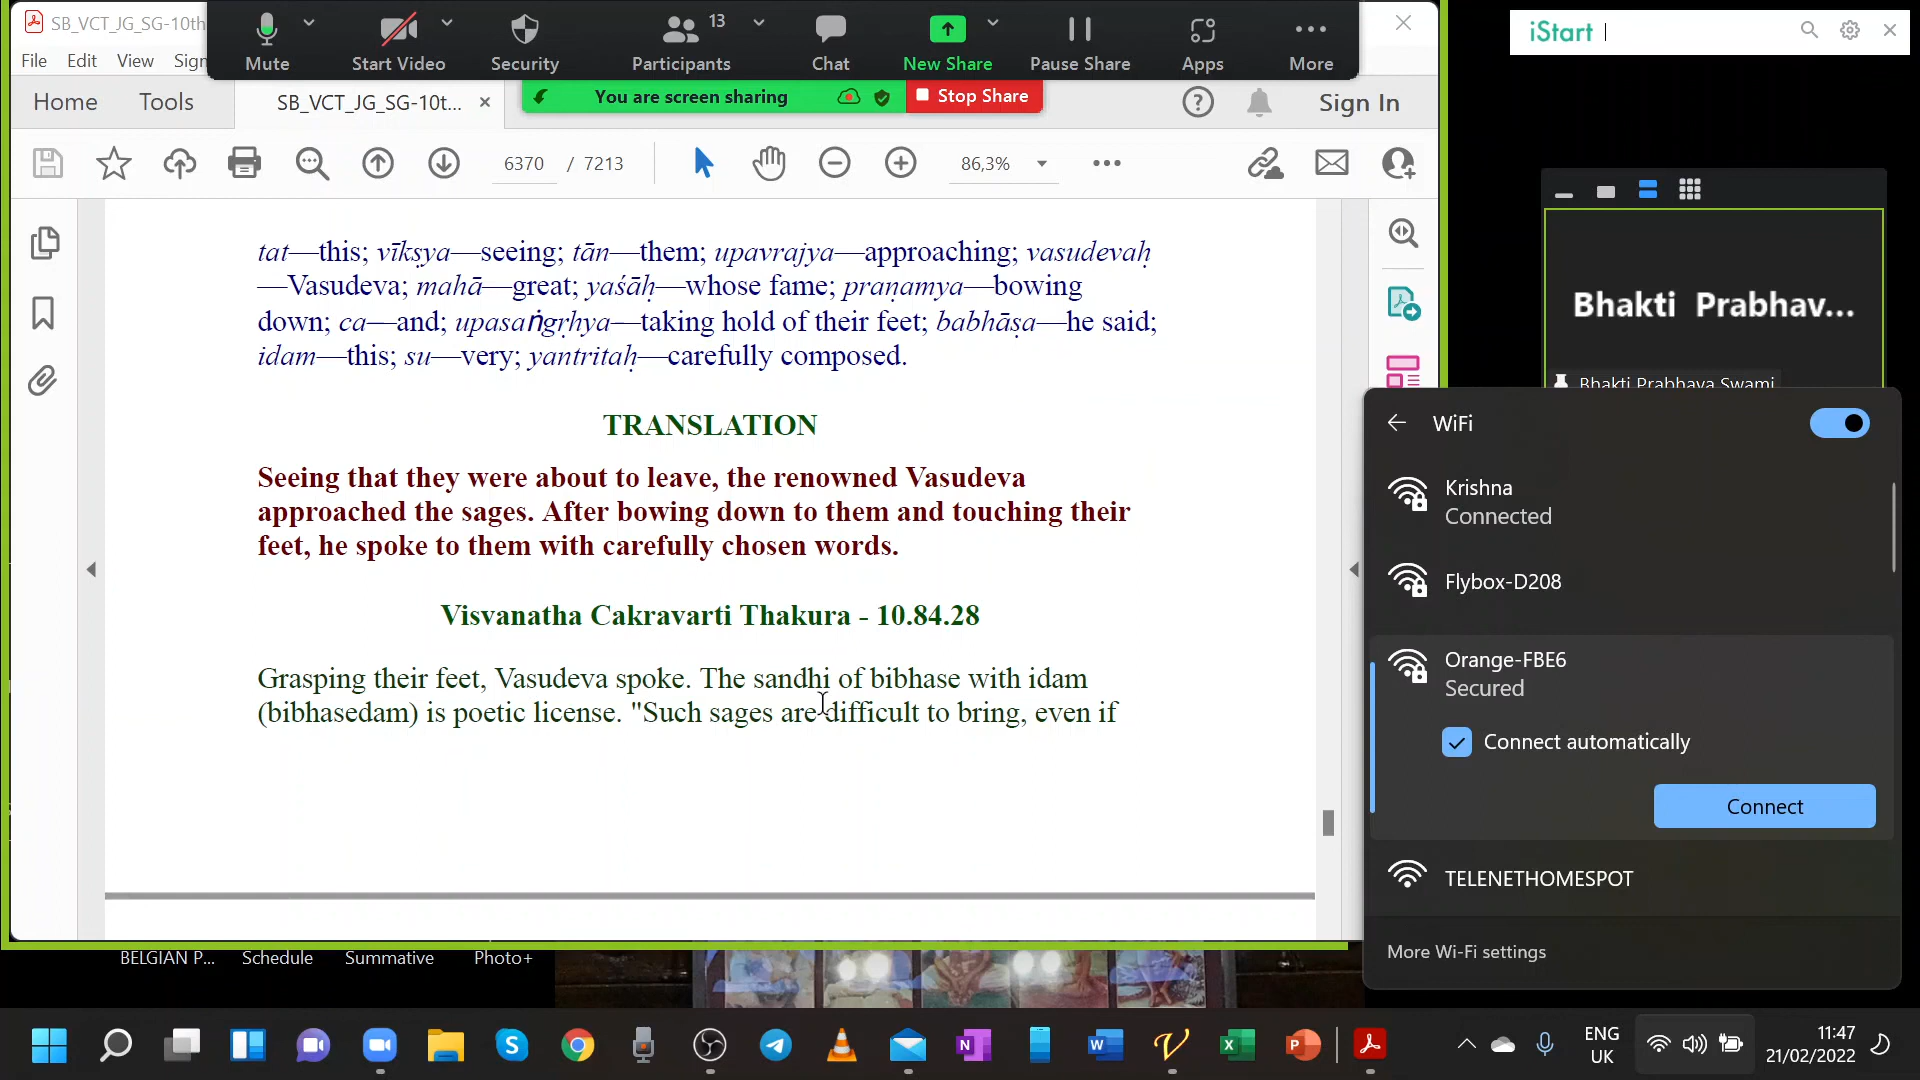 SB_VCT_JG_SG-10th
File Edit View Sign
Mute
Start Video
Security
13
Participants
Chat
New Share
Pause Share
Apps
More
You are screen sharing
Stop Share
Home Tools SB_VCT_JG_SG-10t...
Sign In
6370 / 7213
86,3%
tat—this; vīkṣya—seeing; tān—them; upavrajya—approaching; vasudevaḥ
—Vasudeva; mahā—great; yaśāḥ—whose fame; praṇamya—bowing
down; ca—and; upasaṅgṛhya—taking hold of their feet; babhāṣa—he said;
idam—this; su—very; yantritaḥ—carefully composed.
TRANSLATION
Seeing that they were about to leave, the renowned Vasudeva
approached the sages. After bowing down to them and touching their
feet, he spoke to them with carefully chosen words.
Visvanatha Cakravarti Thakura - 10.84.28
Grasping their feet, Vasudeva spoke. The sandhi of bibhase with idam
(bibhasedam) is poetic license. "Such sages are difficult to bring, even if
iStart
Bhakti Prabhav...
Bhakti Prabhava Swami
WiFi
Krishna
Connected
Flybox-D208
Orange-FBE6
Secured
Connect automatically
Connect
TELENETHOMESPOT
More Wi-Fi settings
BELGIAN P... Schedule Summative Photo+
ENG
UK
11:47
21/02/2022